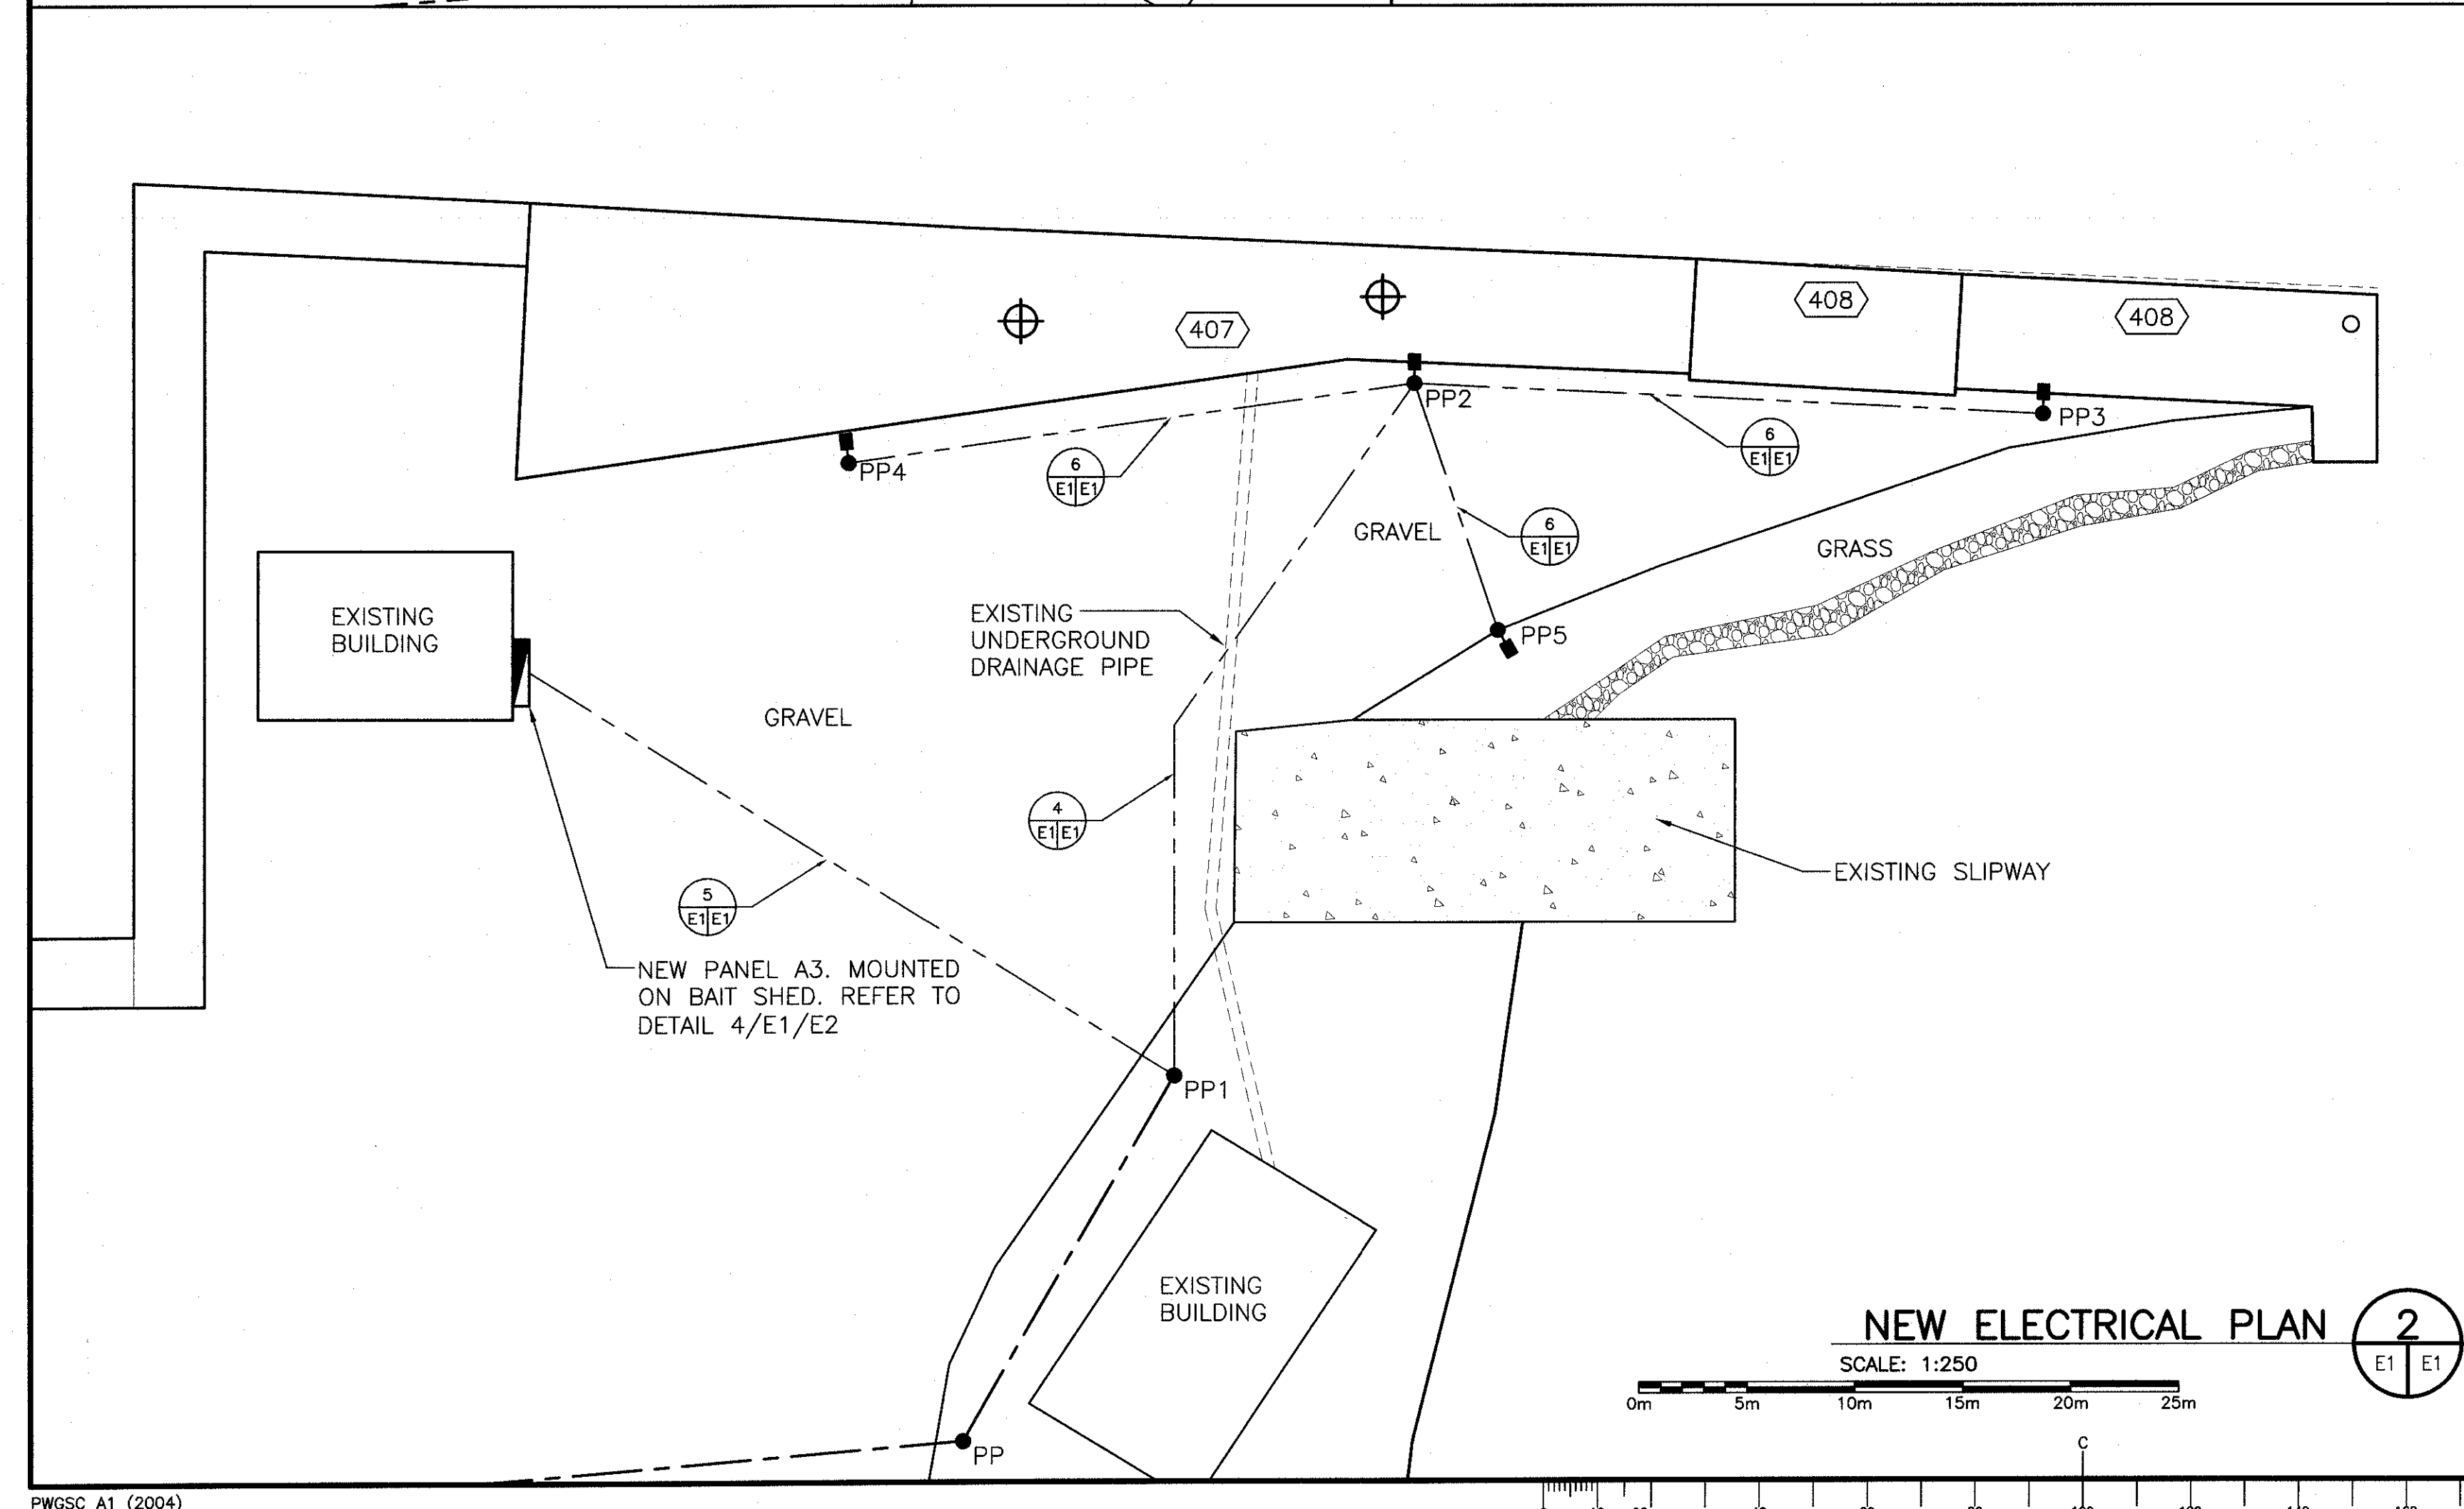 407
408
408
PP2
PP3
PP4
6
E1 E1
6
E1 E1
6
E1 E1
GRAVEL
GRASS
EXISTING
BUILDING
EXISTING
UNDERGROUND
DRAINAGE PIPE
PP5
GRAVEL
4
E1 E1
EXISTING SLIPWAY
5
E1 E1
NEW PANEL A3. MOUNTED
ON BAIT SHED. REFER TO
DETAIL 4/E1/E2
PP1
EXISTING
BUILDING
PP
NEW ELECTRICAL PLAN
2
E1 E1
SCALE: 1:250
0m 5m 10m 15m 20m 25m
C
PWGSC A1 (2004)